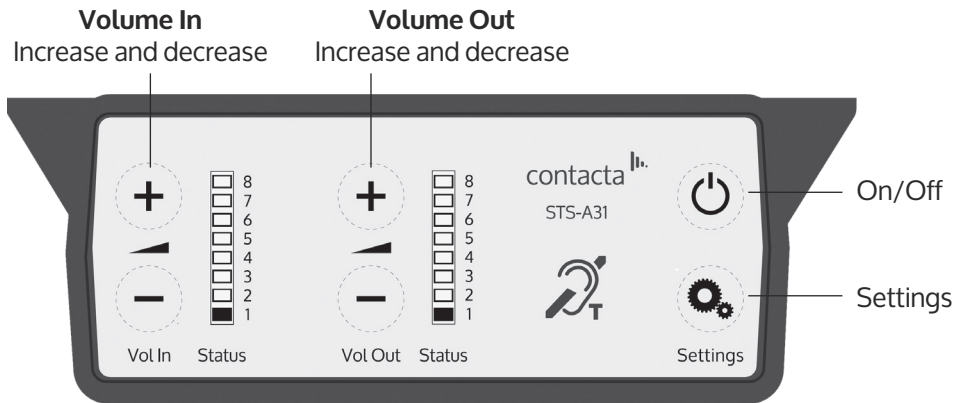 Volume In
Increase and decrease
Volume Out
Increase and decrease
+
8
7
6
5
4
3
2
1
−
Vol In
Status
+
8
7
6
5
4
3
2
1
−
Vol Out
Status
contacta
STS-A31
T
On/Off
Settings
Settings